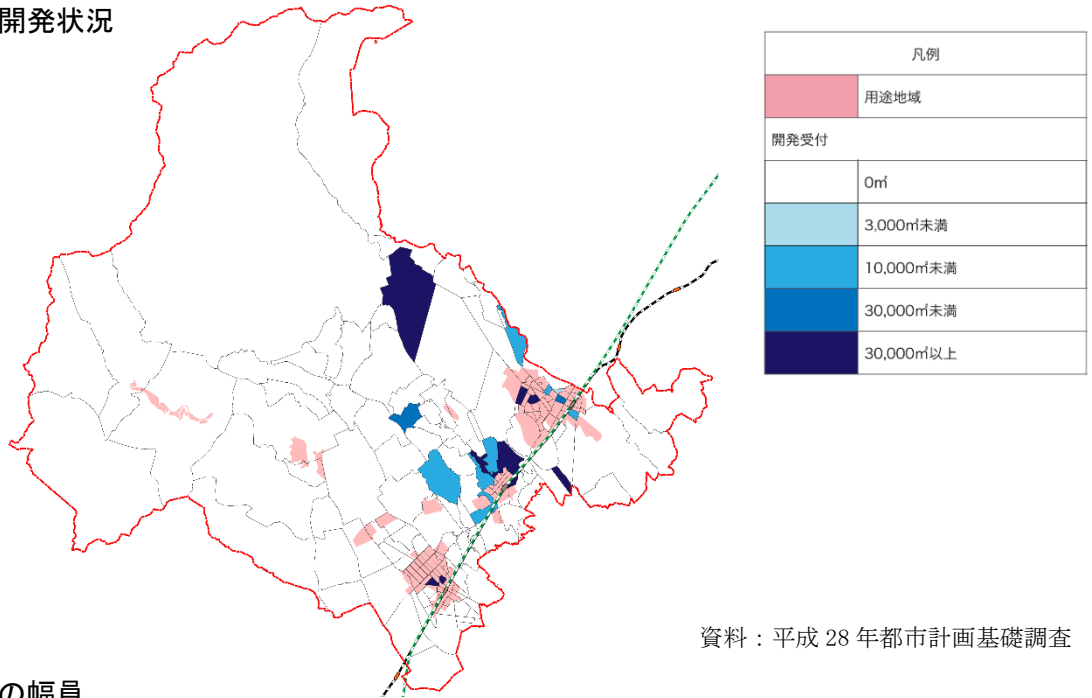 開発状況
凡例
用途地域
開発受付
0㎡
3,000㎡未満
10,000㎡未満
30,000㎡未満
30,000㎡以上
資料：平成 28 年都市計画基礎調査
の幅員